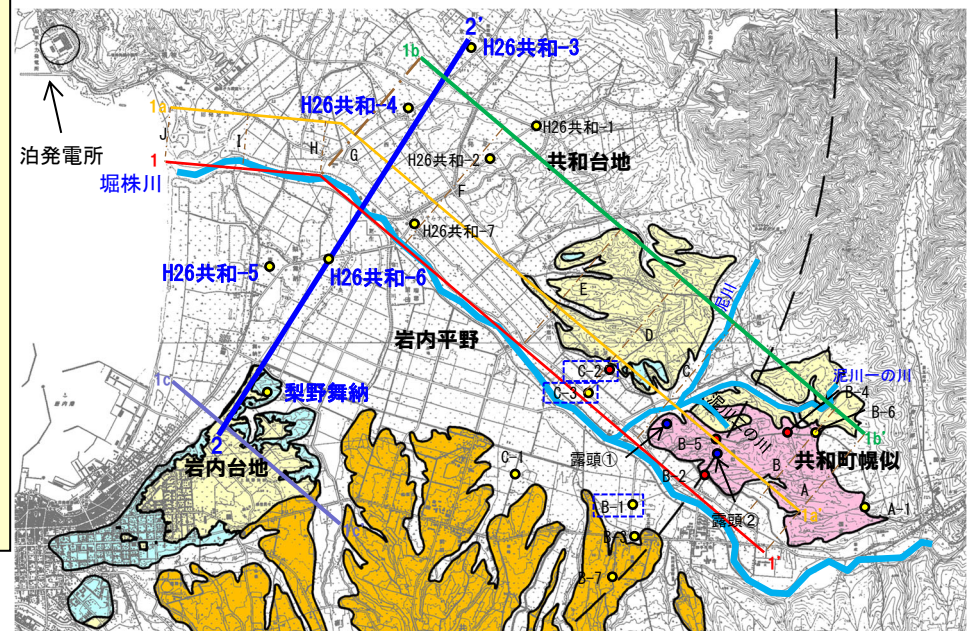 2'
1b
H26共和-3
1a
H26共和-4
H26共和-1
J
I
H
G
H26共和-2
共和台地
泊発電所
1
F
堀株川
H26共和-7
H26共和-5
H26共和-6
E
泥川
岩内平野
D
C-2
C
1c
C-3
泥川一の川
梨野舞納
B-4
B-6
2
1b'
岩内台地
露頭①
B-5
B
共和町幌似
C-1
B-2
A
B-1
露頭②
1a'
A-1
1'
B-7